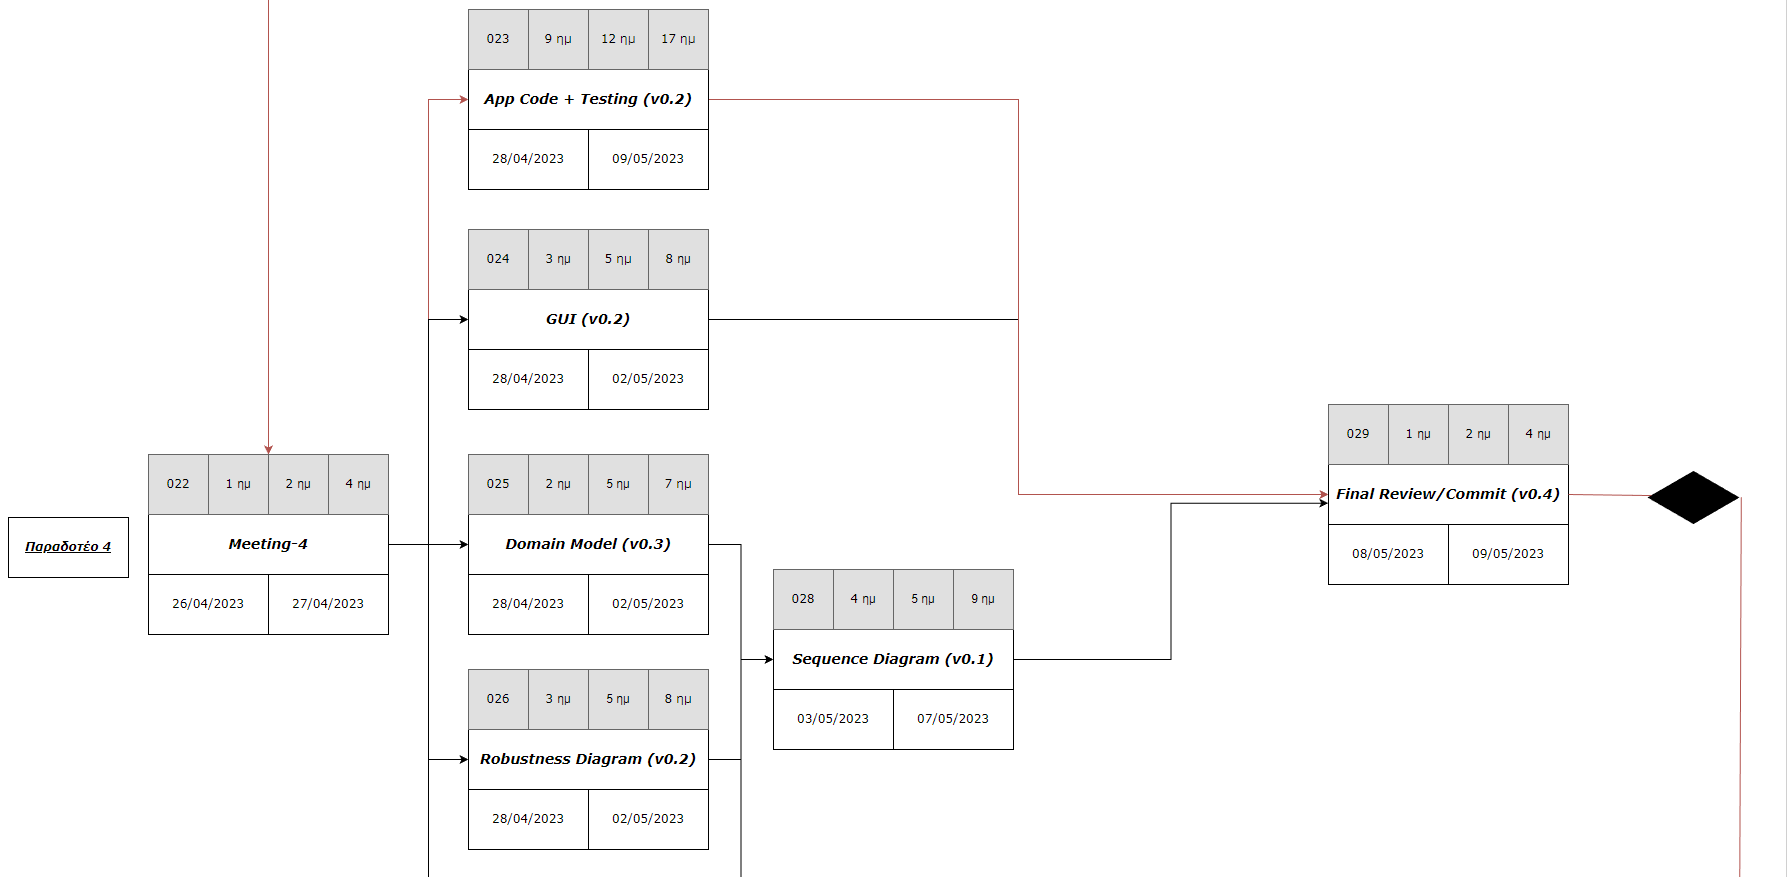 023 9 ημ 12 ημ 17 ημ
App Code + Testing (v0.2)
28/04/2023 09/05/2023
024 3 ημ 5 ημ 8 ημ
GUI (v0.2)
28/04/2023 02/05/2023
Παραδοτέο 4
022 1 ημ 2 ημ 4 ημ
Meeting-4
26/04/2023 27/04/2023
025 2 ημ 5 ημ 7 ημ
Domain Model (v0.3)
28/04/2023 02/05/2023
026 3 ημ 5 ημ 8 ημ
Robustness Diagram (v0.2)
28/04/2023 02/05/2023
028 4 ημ 5 ημ 9 ημ
Sequence Diagram (v0.1)
03/05/2023 07/05/2023
029 1 ημ 2 ημ 4 ημ
Final Review/Commit (v0.4)
08/05/2023 09/05/2023